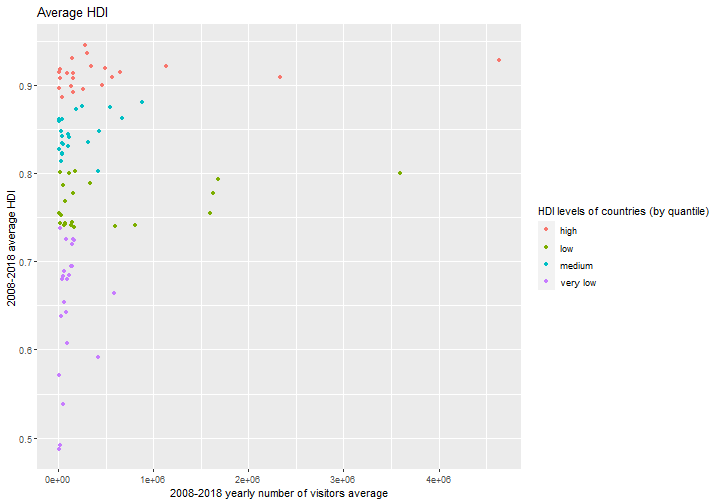 Average HDI
0.9
0.8
0.7
0.6
0.5
2008-2018 average HDI
0e+00 1e+06 2e+06 3e+06 4e+06
2008-2018 yearly number of visitors average
HDI levels of countries (by quantile)
high
low
medium
very low